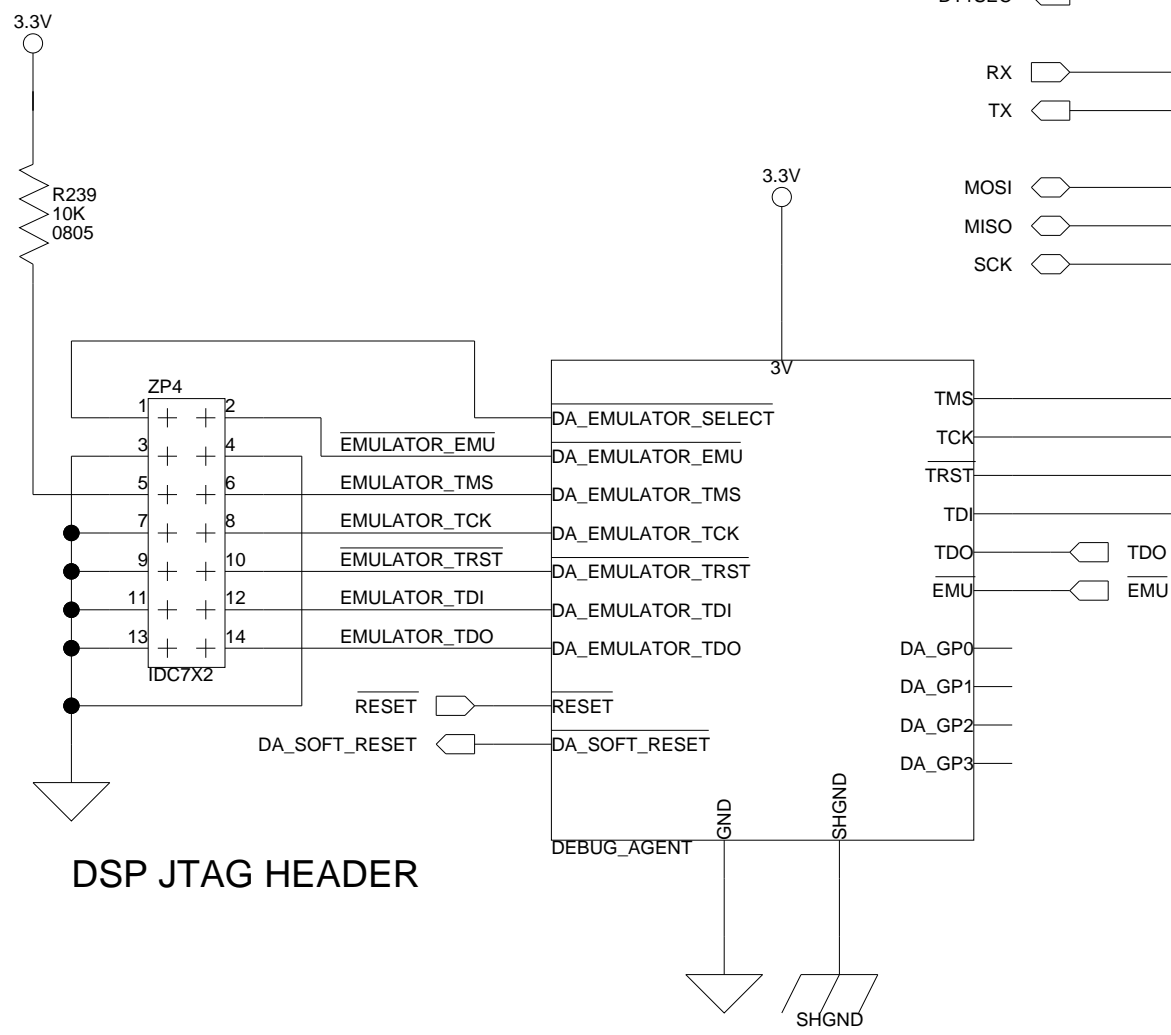 3.3V
RX
TX
3.3V
MOSI
MISO
SCK
R239
10K
0805
ZP4
1 2
3 4
5 6
7 8
9 10
11 12
13 14
IDC7X2
EMULATOR_EMU
EMULATOR_TMS
EMULATOR_TCK
EMULATOR_TRST
EMULATOR_TDI
EMULATOR_TDO
RESET
DA_SOFT_RESET
3V
DA_EMULATOR_SELECT
DA_EMULATOR_EMU
DA_EMULATOR_TMS
DA_EMULATOR_TCK
DA_EMULATOR_TRST
DA_EMULATOR_TDI
DA_EMULATOR_TDO
RESET
DA_SOFT_RESET
TMS
TCK
TRST
TDI
TDO
EMU
DA_GP0
DA_GP1
DA_GP2
DA_GP3
TDO
EMU
GND
SHGND
DEBUG_AGENT
SHGND
DSP JTAG HEADER